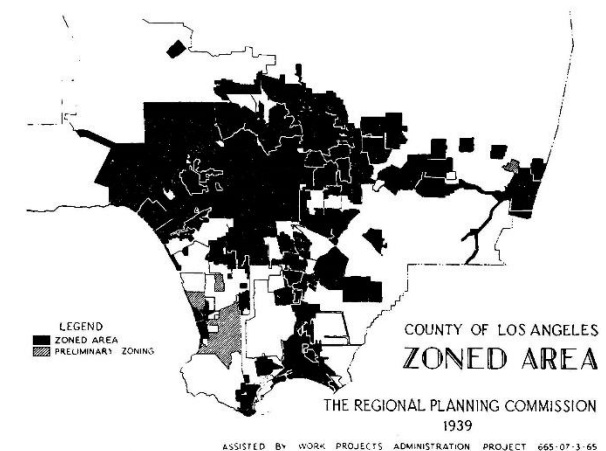 LEGEND
ZONED AREA
PRELIMINARY ZONING
COUNTY OF LOS ANGELES
ZONED AREA
THE REGIONAL PLANNING COMMISSION
1939
ASSISTED BY WORK PROJECTS ADMINISTRATION PROJECT 665-07-3-65